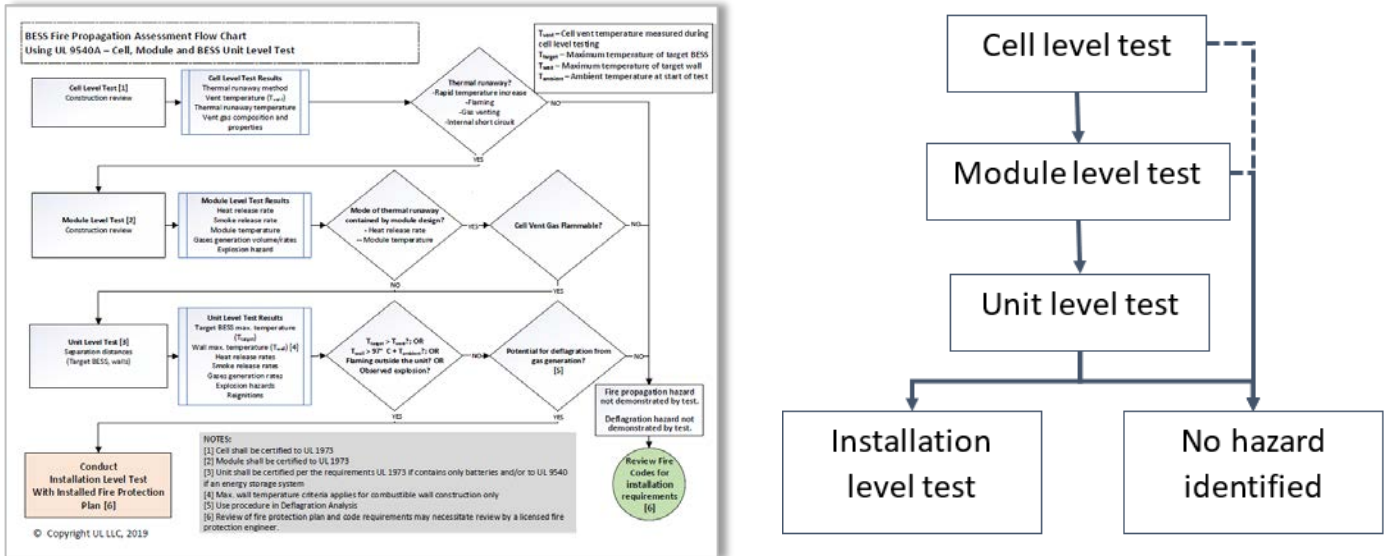 BESS Fire Propagation Assessment Flow Chart
Using UL 9540A – Cell, Module and BESS Unit Level Test
T_vent – Cell vent temperature measured during
cell level testing
T_target – Maximum temperature of target BESS
T_wall – Maximum temperature of target wall
T_ambient – Ambient temperature at start of test
Cell Level Test [1]
Construction review
Cell Level Test Results
Thermal runaway method
Vent temperature (T_vent)
Thermal runaway temperature
Vent gas composition and
properties
Thermal runaway?
-Rapid temperature increase
-Flaming
-Gas venting
-Internal short circuit
NO
YES
Module Level Test [2]
Construction review
Module Level Test Results
Heat release rate
Smoke release rate
Module temperature
Gases generation volume/rates
Explosion hazard
Mode of thermal runaway
contained by module design?
- Heat release rate
-- Module temperature
YES
Cell Vent Gas Flammable?
NO
NO
YES
Unit Level Test [3]
Separation distances
(Target BESS, walls)
Unit Level Test Results
Target BESS max. temperature
(T_target)
Wall max. temperature (T_wall) [4]
Heat release rates
Smoke release rates
Gases generation rates
Explosion hazards
Reignitions
T_target > T_vent?; OR
T_wall > 97° C + T_ambient?; OR
Flaming outside the unit? OR
Observed explosion?
NO
Potential for deflagration from
gas generation?
[5]
NO
YES
YES
Fire propagation hazard
not demonstrated by test.
Deflagration hazard not
demonstrated by test.
Conduct
Installation Level Test
With Installed Fire Protection
Plan [6]
NOTES:
[1] Cell shall be certified to UL 1973
[2] Module shall be certified to UL 1973
[3] Unit shall be certified per the requirements UL 1973 if contains only batteries and/or to UL 9540
if an energy storage system
[4] Max. wall temperature criteria applies for combustible wall construction only
[5] Use procedure in Deflagration Analysis
[6] Review of fire protection plan and code requirements may necessitate review by a licensed fire
protection engineer.
Review Fire
Codes for
installation
requirements
[6]
© Copyright UL LLC, 2019
Cell level test
Module level test
Unit level test
Installation
level test
No hazard
identified